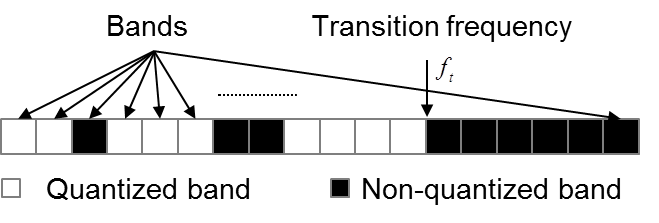 Bands
Transition frequency
f_t
Quantized band
Non-quantized band